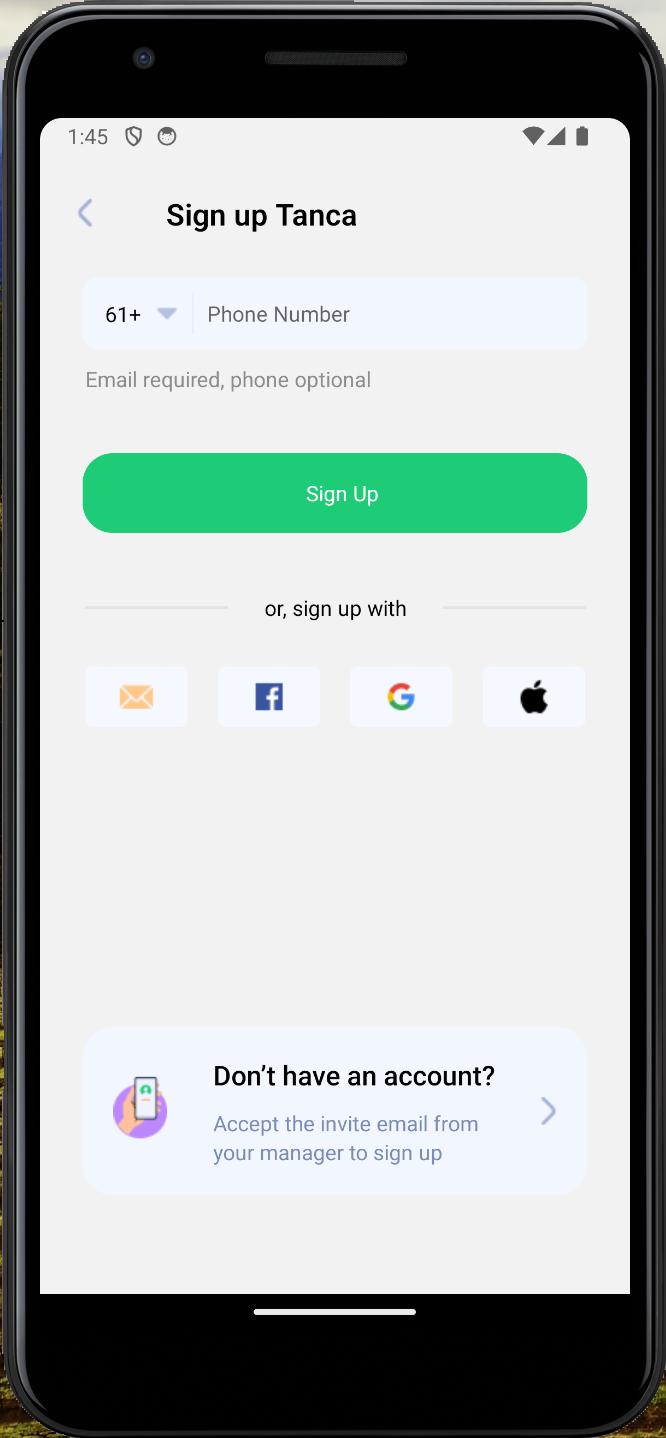 1:45
Sign up Tanca
61+ Phone Number
Email required, phone optional
Sign Up
or, sign up with
Don’t have an account?
Accept the invite email from
your manager to sign up